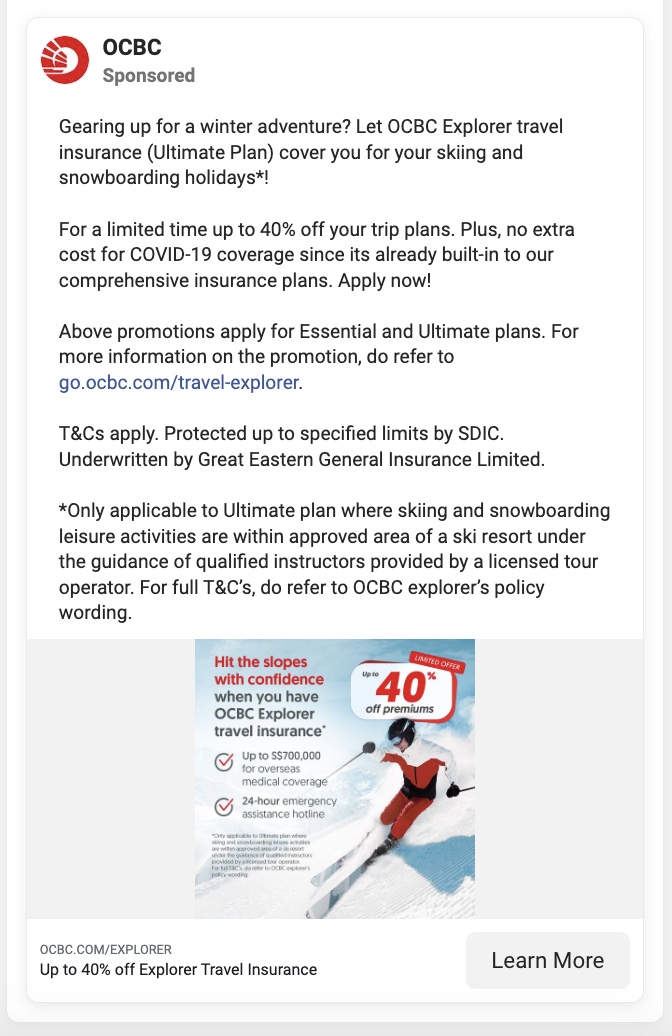 OCBC
Sponsored
Gearing up for a winter adventure? Let OCBC Explorer travel
insurance (Ultimate Plan) cover you for your skiing and
snowboarding holidays*!
For a limited time up to 40% off your trip plans. Plus, no extra
cost for COVID-19 coverage since its already built-in to our
comprehensive insurance plans. Apply now!
Above promotions apply for Essential and Ultimate plans. For
more information on the promotion, do refer to
go.ocbc.com/travel-explorer.
T&Cs apply. Protected up to specified limits by SDIC.
Underwritten by Great Eastern General Insurance Limited.
*Only applicable to Ultimate plan where skiing and snowboarding
leisure activities are within approved area of a ski resort under
the guidance of qualified instructors provided by a licensed tour
operator. For full T&C's, do refer to OCBC explorer's policy
wording.
Hit the slopes
with confidence
when you have
OCBC Explorer
travel insurance*
LIMITED OFFER
Up to
40%
off premiums
Up to S$700,000
for overseas
medical coverage
24-hour emergency
assistance hotline
*Only applicable to Ultimate plan where
skiing and snowboarding leisure activities
are within approved area of a ski resort
under the guidance of qualified instructors
provided by a licensed tour operator.
For full T&C's, do refer to OCBC explorer's
policy wording.
OCBC.COM/EXPLORER
Up to 40% off Explorer Travel Insurance
Learn More